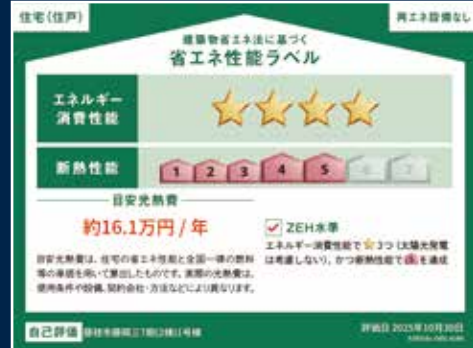 住宅(住戸)
再エネ設備なし
建築物省エネ法に基づく
省エネ性能ラベル
エネルギー
消費性能
断熱性能
1 2 3 4 5 6 7
目安光熱費
約16.1万円 / 年
目安光熱費は、住宅の省エネ性能と全国一律の燃料
等の単価を用いて算出したものです。実際の光熱費は、
使用条件や設備、契約会社・方法などにより異なります。
ZEH水準
エネルギー消費性能で 3つ(太陽光発電
は考慮しない)、かつ断熱性能で 5 を達成
自己評価
評価日 2025年10月30日